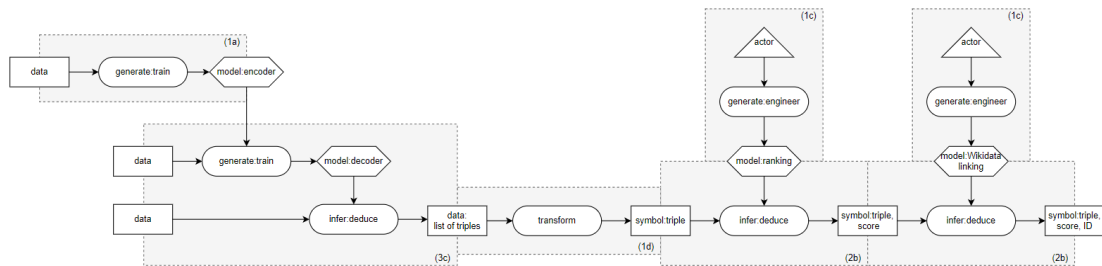 (1c)
(1c)
actor
actor
(1a)
data
generate:train
model:encoder
generate:engineer
generate:engineer
data
generate:train
model:decoder
model:ranking
model:Wikidata
linking
data
infer:deduce
data:
list of triples
transform
symbol:triple
infer:deduce
symbol:triple,
score
infer:deduce
symbol:triple,
score, ID
(1d)
(3c)
(2b)
(2b)